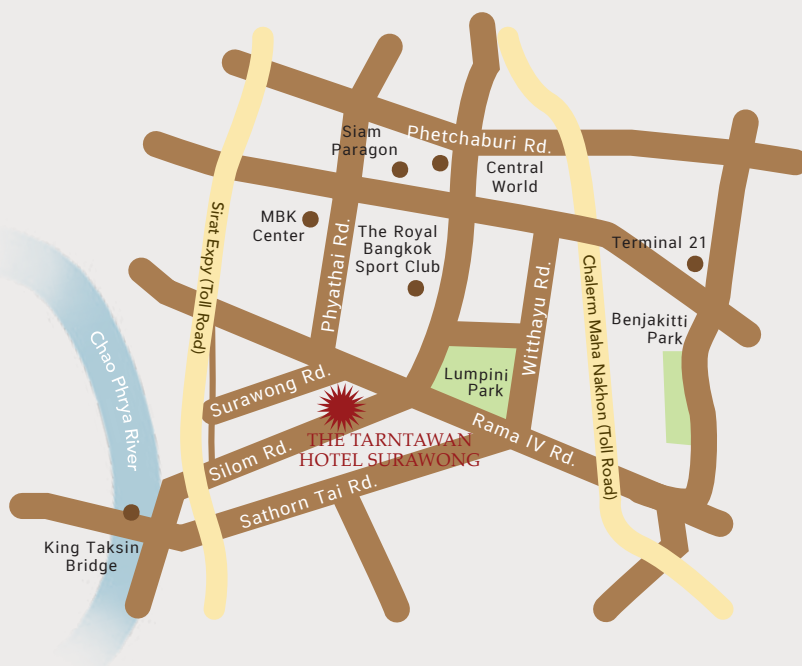 Siam
Paragon
Phetchaburi Rd.
Central
World
MBK
Center
The Royal
Bangkok
Sport Club
Terminal 21
Sirat Expy (Toll Road)
Phyathai Rd.
Witthayu Rd.
Chalerm Maha Nakhon (Toll Road)
Benjakitti
Park
Chao Phrya River
Lumpini
Park
Surawong Rd.
THE TARNTAWAN
HOTEL SURAWONG
Rama IV Rd.
Silom Rd.
Sathorn Tai Rd.
King Taksin
Bridge